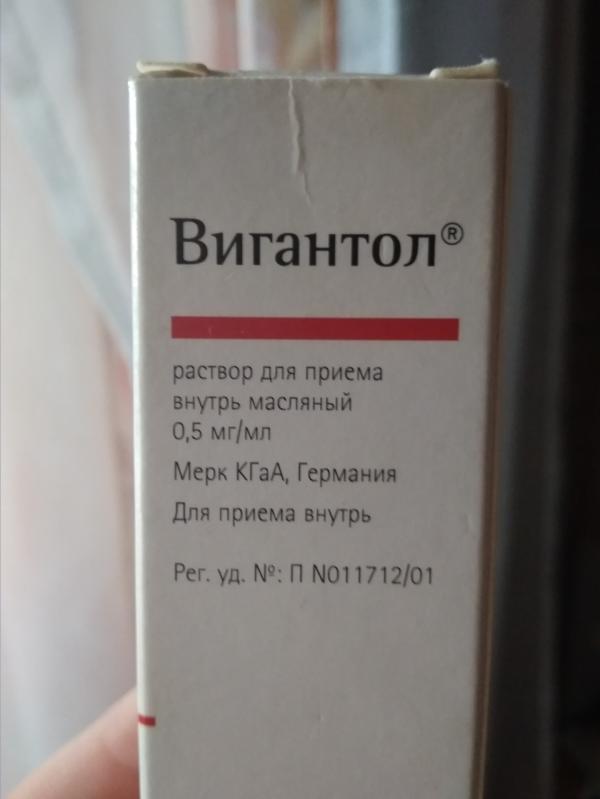 Вигантол®
раствор для приема
внутрь масляный
0,5 мг/мл
Мерк КГаА, Германия
Для приема внутрь
Рег. уд. №: П N011712/01